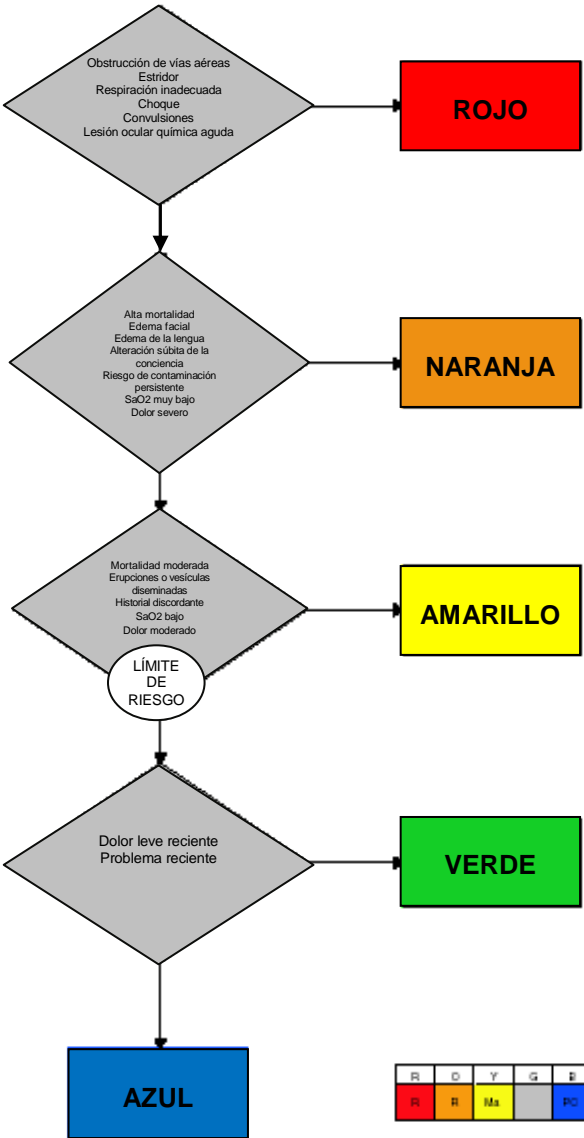 Obstrucción de vías aéreas
Estridor
Respiración inadecuada
Choque
Convulsiones
Lesión ocular química aguda
ROJO
Alta mortalidad
Edema facial
Edema de la lengua
Alteración súbita de la
conciencia
Riesgo de contaminación
persistente
SaO2 muy bajo
Dolor severo
NARANJA
Mortalidad moderada
Erupciones o vesículas
diseminadas
Historial discordante
SaO2 bajo
Dolor moderado
AMARILLO
LÍMITE
DE
RIESGO
Dolor leve reciente
Problema reciente
VERDE
AZUL
R O Y G B
R R Ma PC